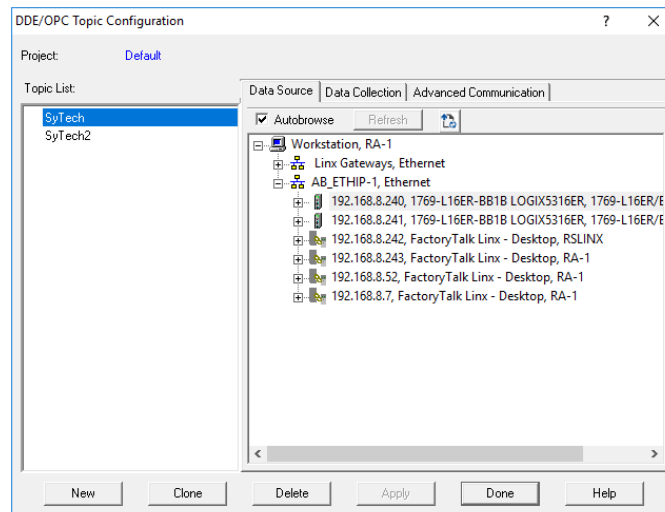 DDE/OPC Topic Configuration ? X
Project: Default
Topic List:
SyTech
SyTech2
Data Source Data Collection Advanced Communication
Autobrowse Refresh
Workstation, RA-1
Linx Gateways, Ethernet
AB_ETHIP-1, Ethernet
192.168.8.240, 1769-L16ER-BB1B LOGIX5316ER, 1769-L16ER/E
192.168.8.241, 1769-L16ER-BB1B LOGIX5316ER, 1769-L16ER/E
192.168.8.242, FactoryTalk Linx - Desktop, RSLINX
192.168.8.243, FactoryTalk Linx - Desktop, RA-1
192.168.8.52, FactoryTalk Linx - Desktop, RA-1
192.168.8.7, FactoryTalk Linx - Desktop, RA-1
New Clone Delete Apply Done Help